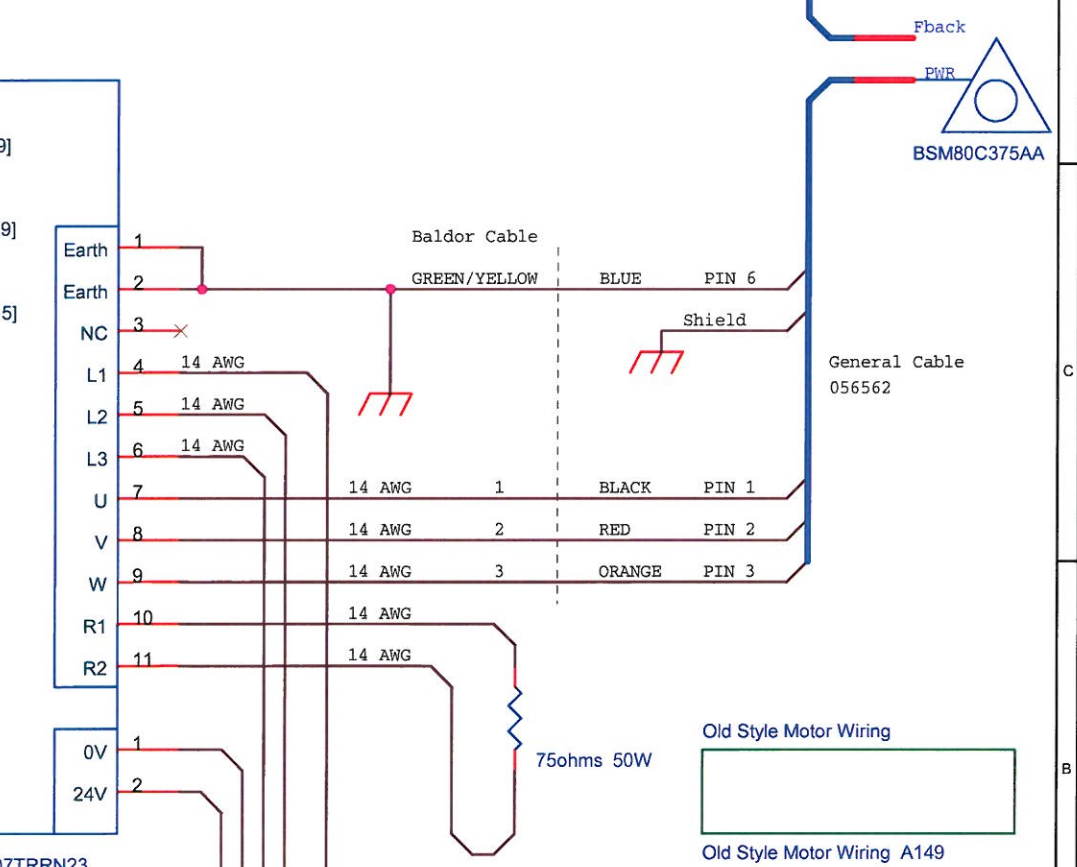 Fback
PWR
BSM80C375AA
9]
9]
5]
Baldor Cable
Earth 1
Earth 2 GREEN/YELLOW BLUE PIN 6
NC 3 Shield
L1 4 14 AWG
General Cable
056562
C
L2 5 14 AWG
L3 6 14 AWG
U 7 14 AWG 1 BLACK PIN 1
V 8 14 AWG 2 RED PIN 2
W 9 14 AWG 3 ORANGE PIN 3
R1 10 14 AWG
R2 11 14 AWG
Old Style Motor Wiring
0V 1
75ohms 50W
B
24V 2
Old Style Motor Wiring A149
07TRRN23